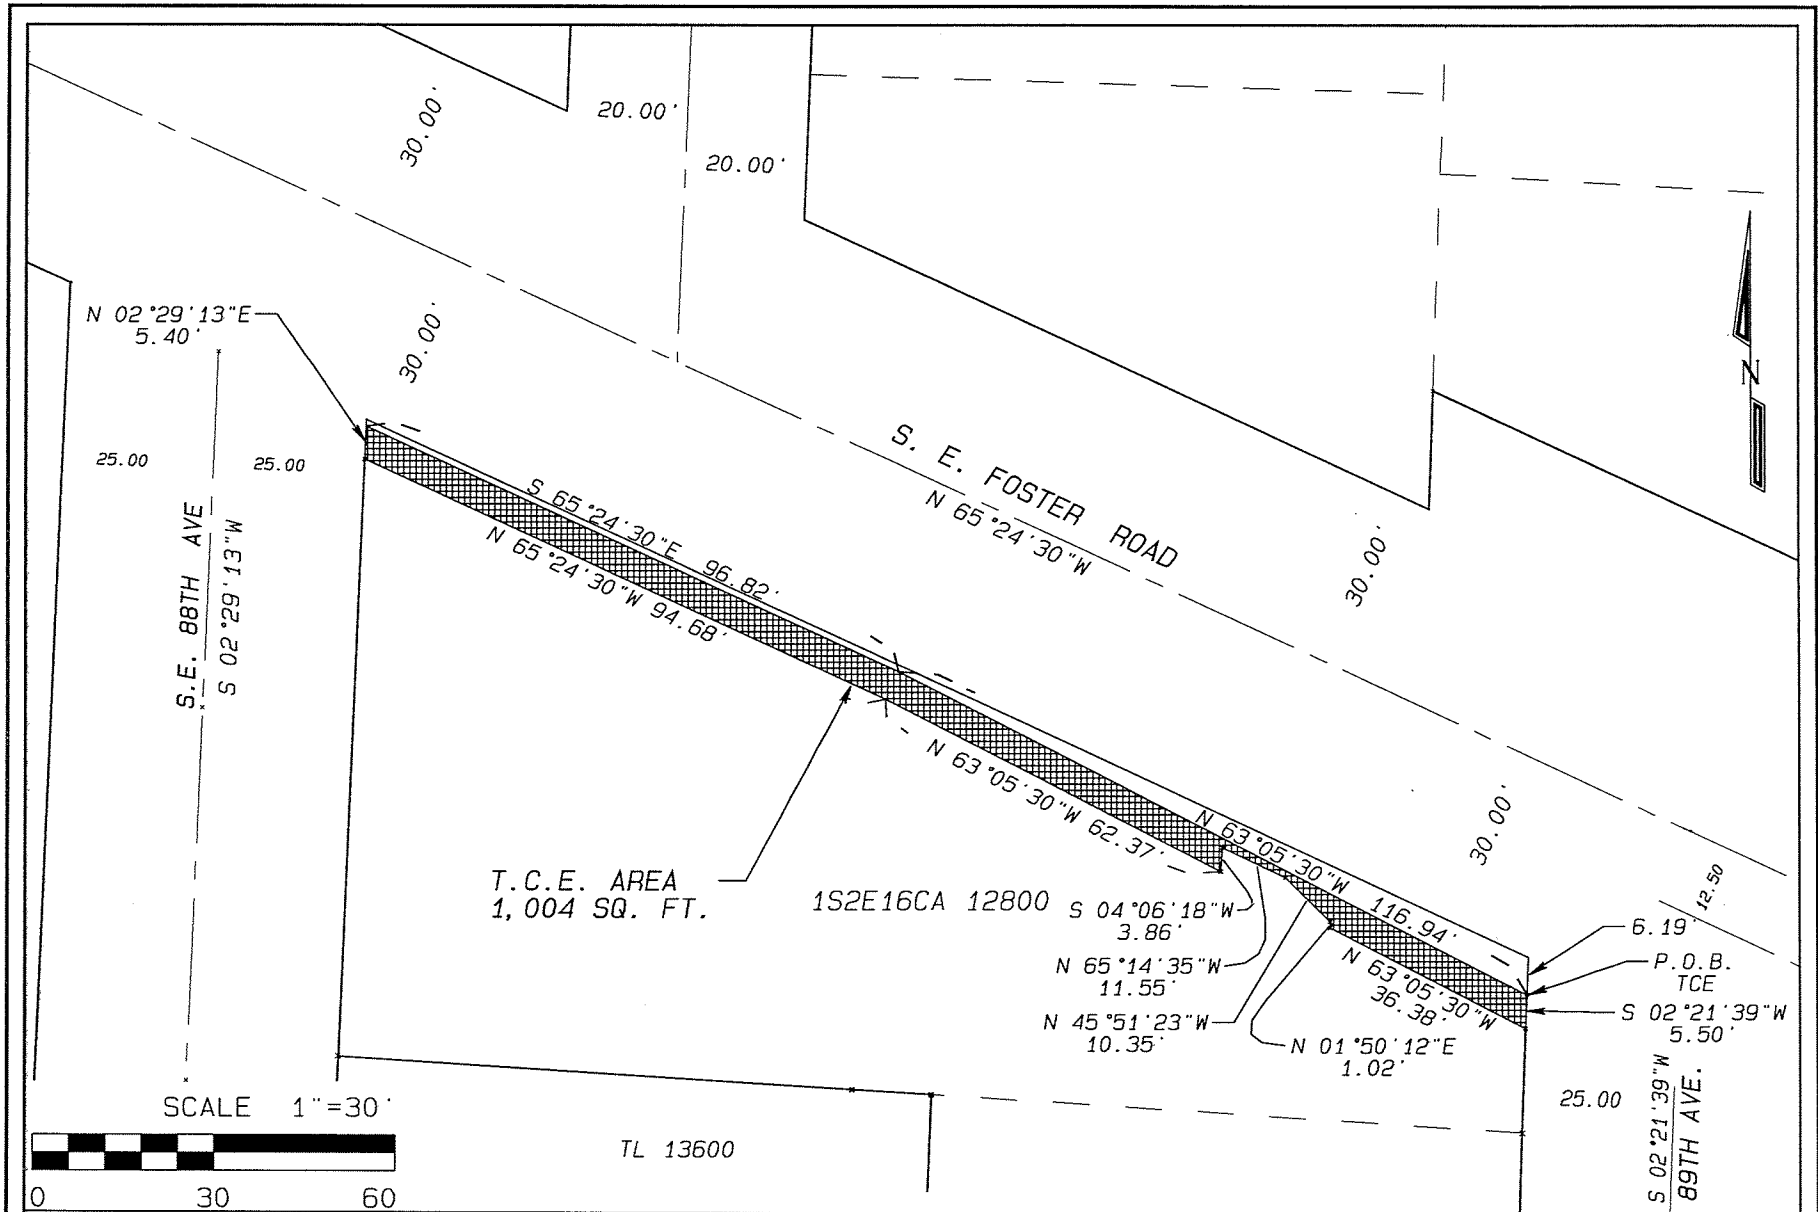 30.00'
20.00'
20.00'
N 02°29'13"E
5.40'
30.00'
N
25.00
25.00
S.E. 88TH AVE
S 02°29'13"W
S. E. FOSTER ROAD
N 65°24'30"W
S 65°24'30"E 96.82'
N 65°24'30"W 94.68'
30.00'
N 63°05'30"W 62.37'
N 63°05'30"W 116.94'
30.00'
12.50
T.C.E. AREA
1,004 SQ. FT.
1S2E16CA 12800
S 04°06'18"W
3.86'
N 65°14'35"W
11.55'
N 45°51'23"W
10.35'
N 01°50'12"E
1.02'
N 63°05'30"W
36.38'
6.19'
P.O.B.
TCE
S 02°21'39"W
5.50'
25.00
S 02°21'39"W
89TH AVE.
SCALE 1"=30'
0 30 60
TL 13600